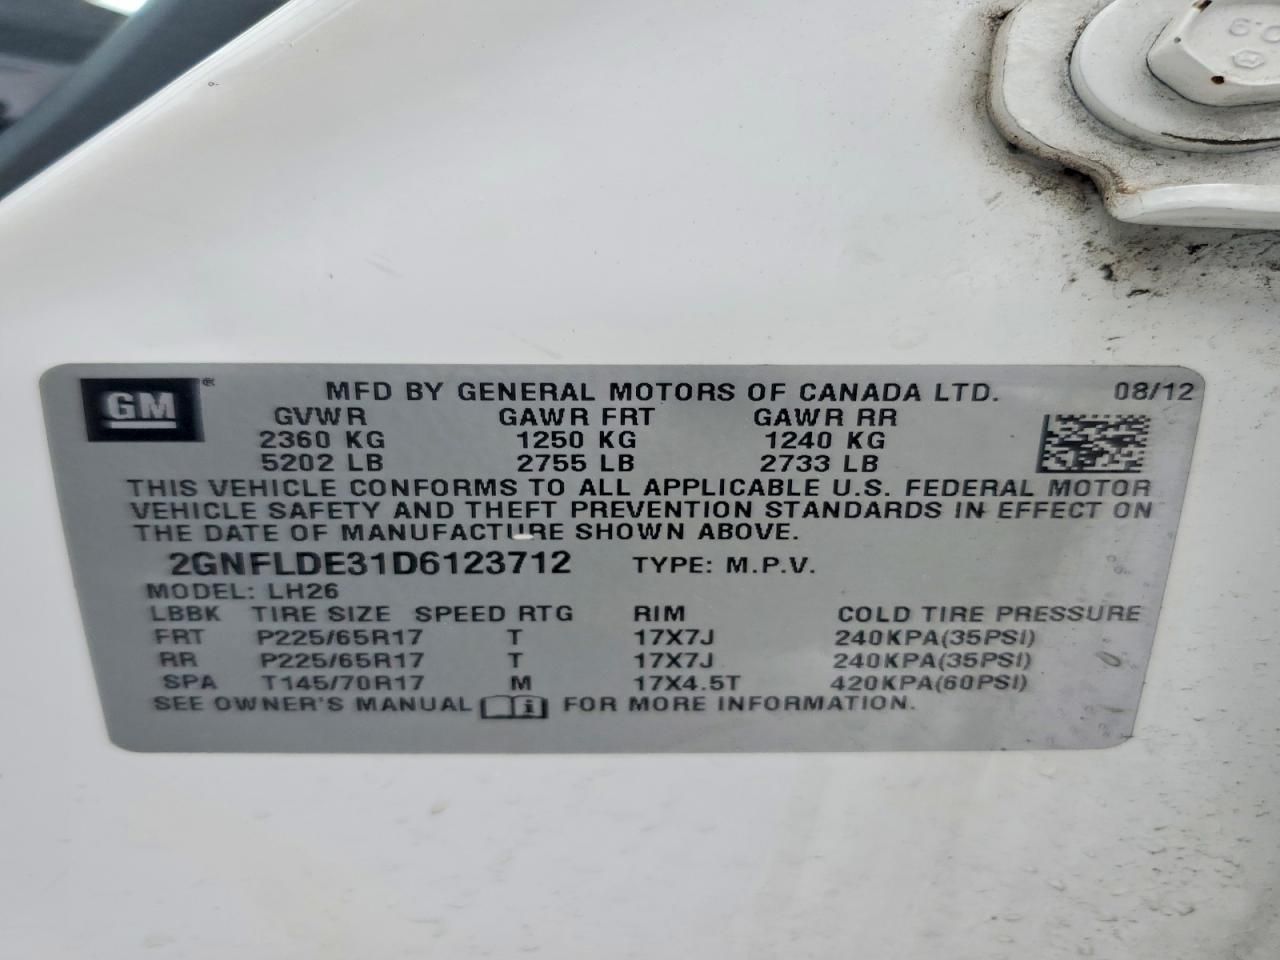 GM® MFD BY GENERAL MOTORS OF CANADA LTD. 08/12
GVWR GAWR FRT GAWR RR
2360 KG 1250 KG 1240 KG
5202 LB 2755 LB 2733 LB
THIS VEHICLE CONFORMS TO ALL APPLICABLE U.S. FEDERAL MOTOR
VEHICLE SAFETY AND THEFT PREVENTION STANDARDS IN EFFECT ON
THE DATE OF MANUFACTURE SHOWN ABOVE.
2GNFLDE31D6123712 TYPE: M.P.V.
MODEL: LH26
LBBK TIRE SIZE SPEED RTG RIM COLD TIRE PRESSURE
FRT P225/65R17 T 17X7J 240KPA(35PSI)
RR P225/65R17 T 17X7J 240KPA(35PSI)
SPA T145/70R17 M 17X4.5T 420KPA(60PSI)
SEE OWNER'S MANUAL i FOR MORE INFORMATION.